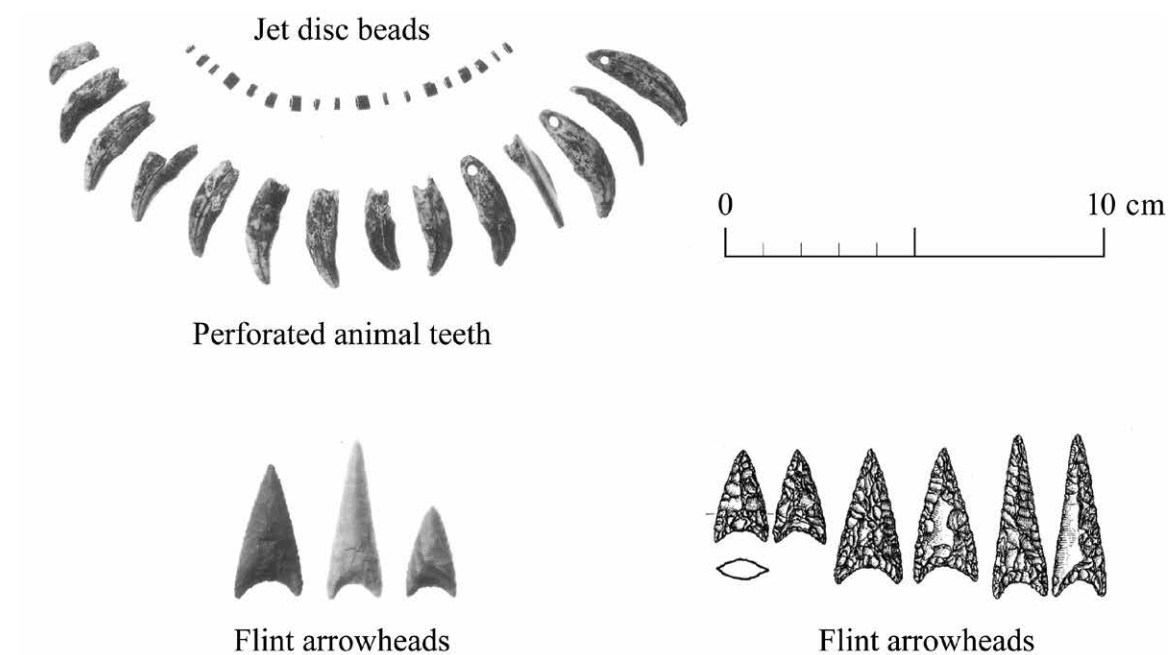 Jet disc beads
0 10 cm
Perforated animal teeth
Flint arrowheads
Flint arrowheads